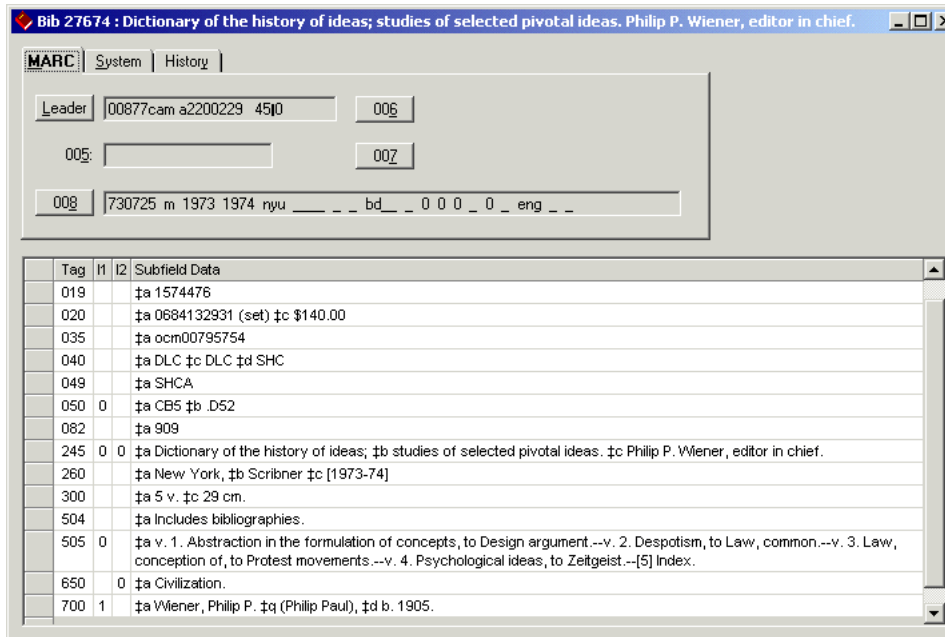 Bib 27674 : Dictionary of the history of ideas; studies of selected pivotal ideas. Philip P. Wiener, editor in chief.
MARC System History
Leader 00877cam a2200229 45|0 006
005: 007
008 730725 m 1973 1974 nyu ____ _ _ bd__ _ 0 0 0 _ 0 _ eng _ _
Tag I1 I2 Subfield Data
019 ‡a 1574476
020 ‡a 0684132931 (set) ‡c $140.00
035 ‡a ocm00795754
040 ‡a DLC ‡c DLC ‡d SHC
049 ‡a SHCA
050 0 ‡a CB5 ‡b .D52
082 ‡a 909
245 0 0 ‡a Dictionary of the history of ideas; ‡b studies of selected pivotal ideas. ‡c Philip P. Wiener, editor in chief.
260 ‡a New York, ‡b Scribner ‡c [1973-74]
300 ‡a 5 v. ‡c 29 cm.
504 ‡a Includes bibliographies.
505 0 ‡a v. 1. Abstraction in the formulation of concepts, to Design argument.--v. 2. Despotism, to Law, common.--v. 3. Law,
conception of, to Protest movements.--v. 4. Psychological ideas, to Zeitgeist.--[5] Index.
650 0 ‡a Civilization.
700 1 ‡a Wiener, Philip P. ‡q (Philip Paul), ‡d b. 1905.